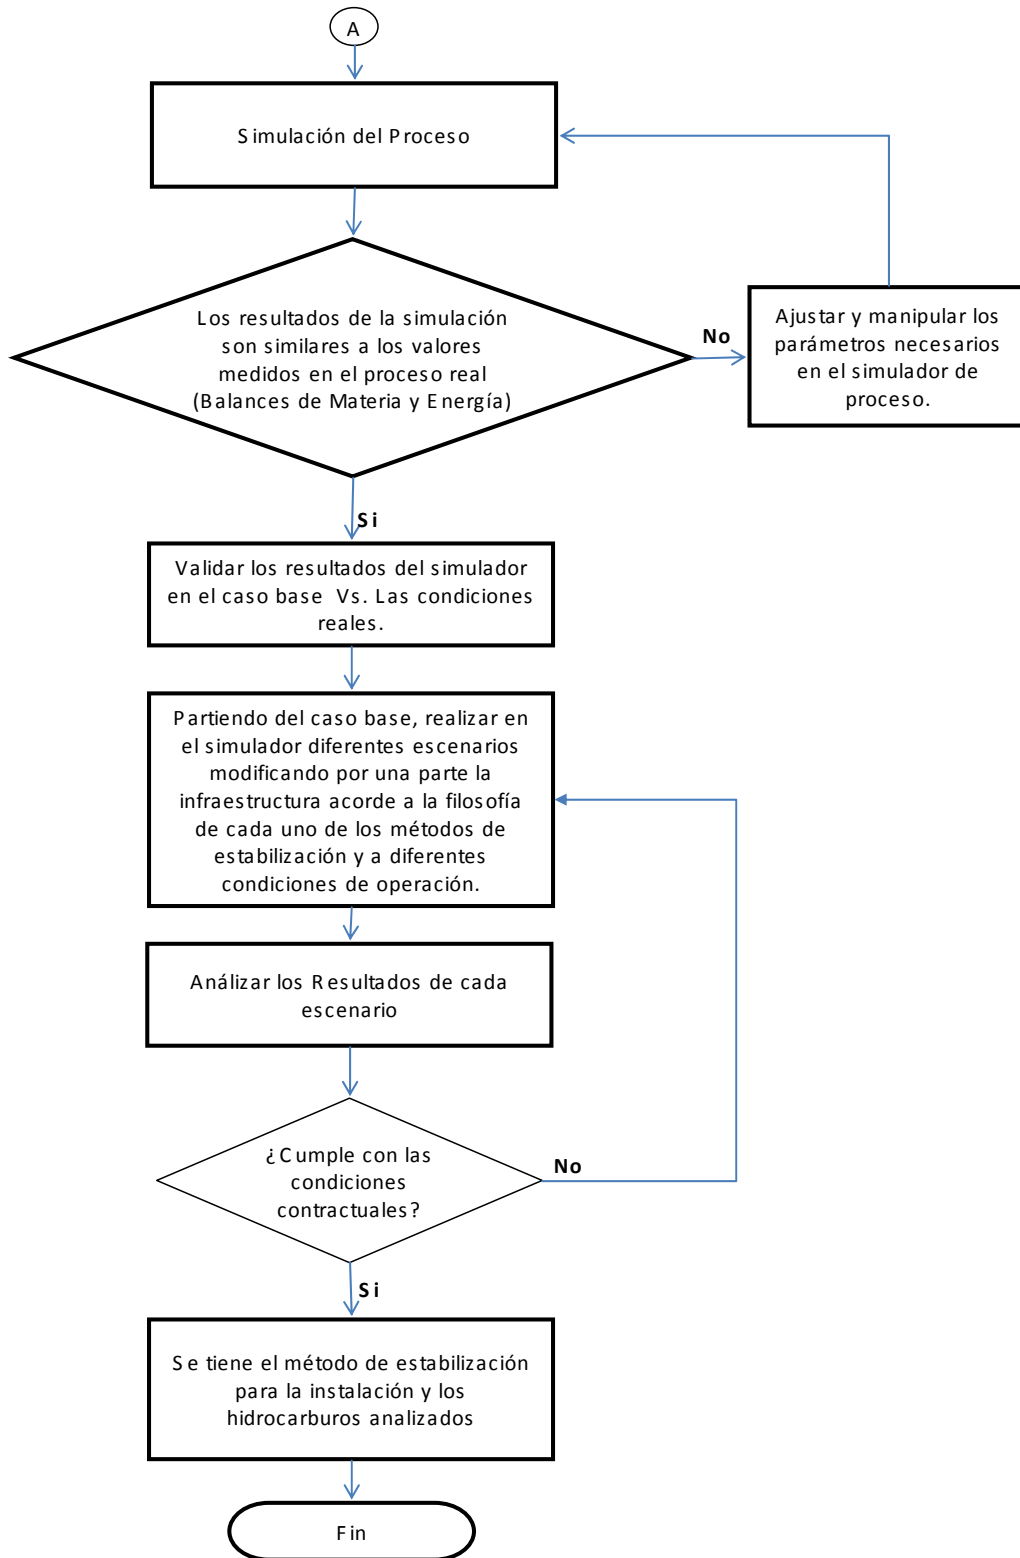 A
Simulación del Proceso
Los resultados de la simulación
son similares a los valores
medidos en el proceso real
(Balances de Materia y Energía)
No
Ajustar y manipular los
parámetros necesarios
en el simulador de
proceso.
Si
Validar los resultados del simulador
en el caso base Vs. Las condiciones
reales.
Partiendo del caso base, realizar en
el simulador diferentes escenarios
modificando por una parte la
infraestructura acorde a la filosofía
de cada uno de los métodos de
estabilización y a diferentes
condiciones de operación.
Análizar los Resultados de cada
escenario
¿Cumple con las
condiciones
contractuales?
No
Si
Se tiene el método de estabilización
para la instalación y los
hidrocarburos analizados
Fin